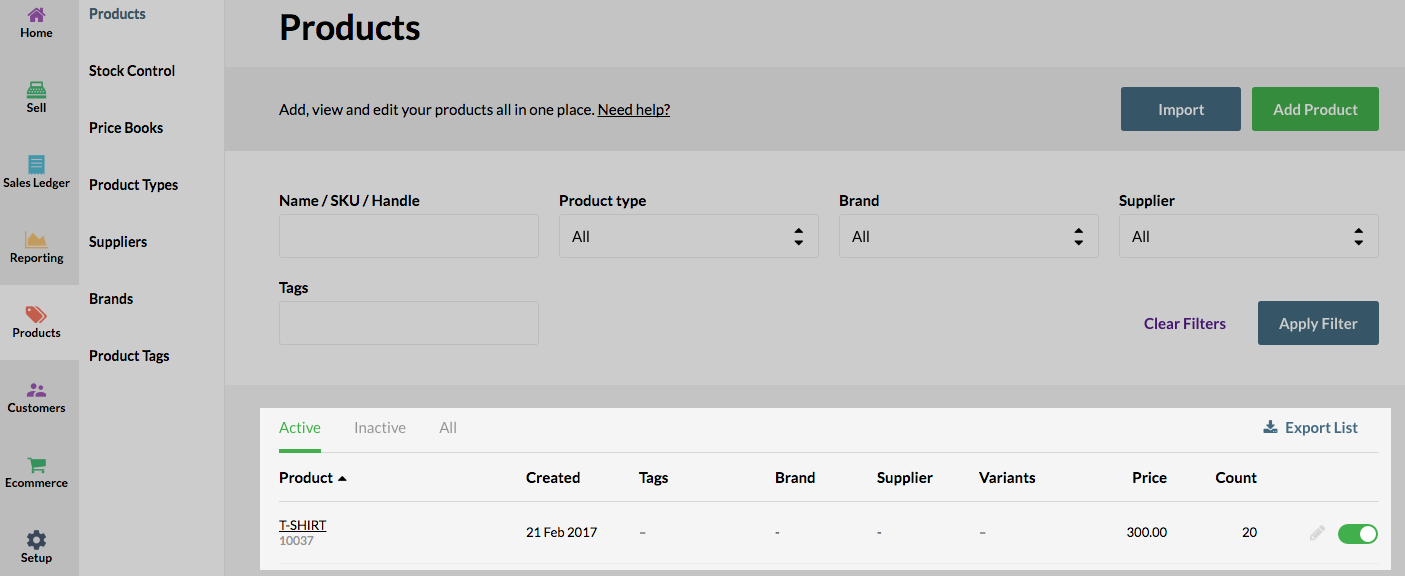 Home
Sell
Sales Ledger
Reporting
Products
Customers
Ecommerce
Setup
Products
Stock Control
Price Books
Product Types
Suppliers
Brands
Product Tags
Products
Add, view and edit your products all in one place. Need help?
Import
Add Product
Name / SKU / Handle
Product type
Brand
Supplier
All
All
All
Tags
Clear Filters
Apply Filter
Active Inactive All
Export List
Product Created Tags Brand Supplier Variants Price Count
T-SHIRT 21 Feb 2017 – - - – 300.00 20
10037